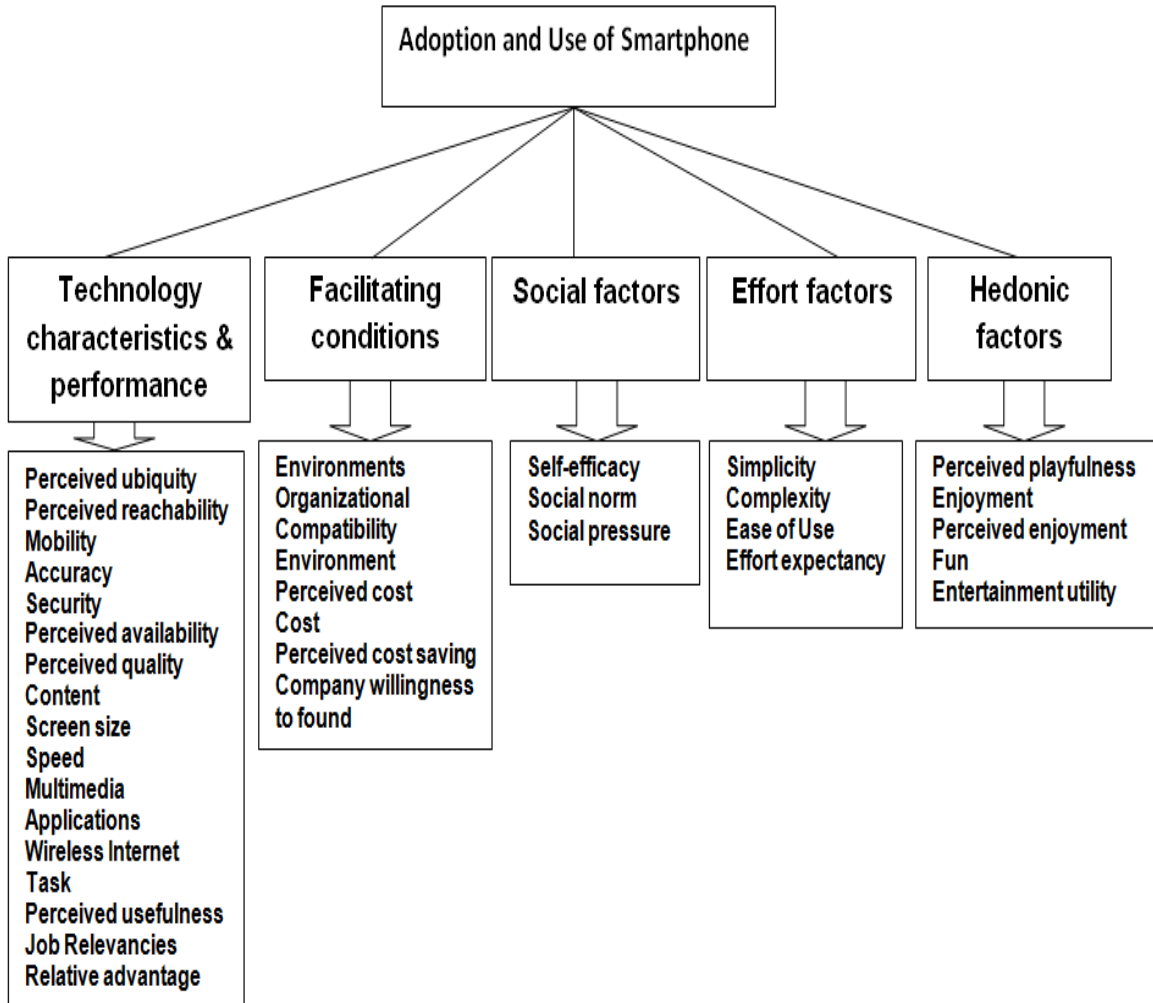 Adoption and Use of Smartphone
Technology
characteristics &
performance
Facilitating
conditions
Social factors
Effort factors
Hedonic
factors
Perceived ubiquity
Perceived reachability
Mobility
Accuracy
Security
Perceived availability
Perceived quality
Content
Screen size
Speed
Multimedia
Applications
Wireless Internet
Task
Perceived usefulness
Job Relevancies
Relative advantage
Environments
Organizational
Compatibility
Environment
Perceived cost
Cost
Perceived cost saving
Company willingness
to found
Self-efficacy
Social norm
Social pressure
Simplicity
Complexity
Ease of Use
Effort expectancy
Perceived playfulness
Enjoyment
Perceived enjoyment
Fun
Entertainment utility